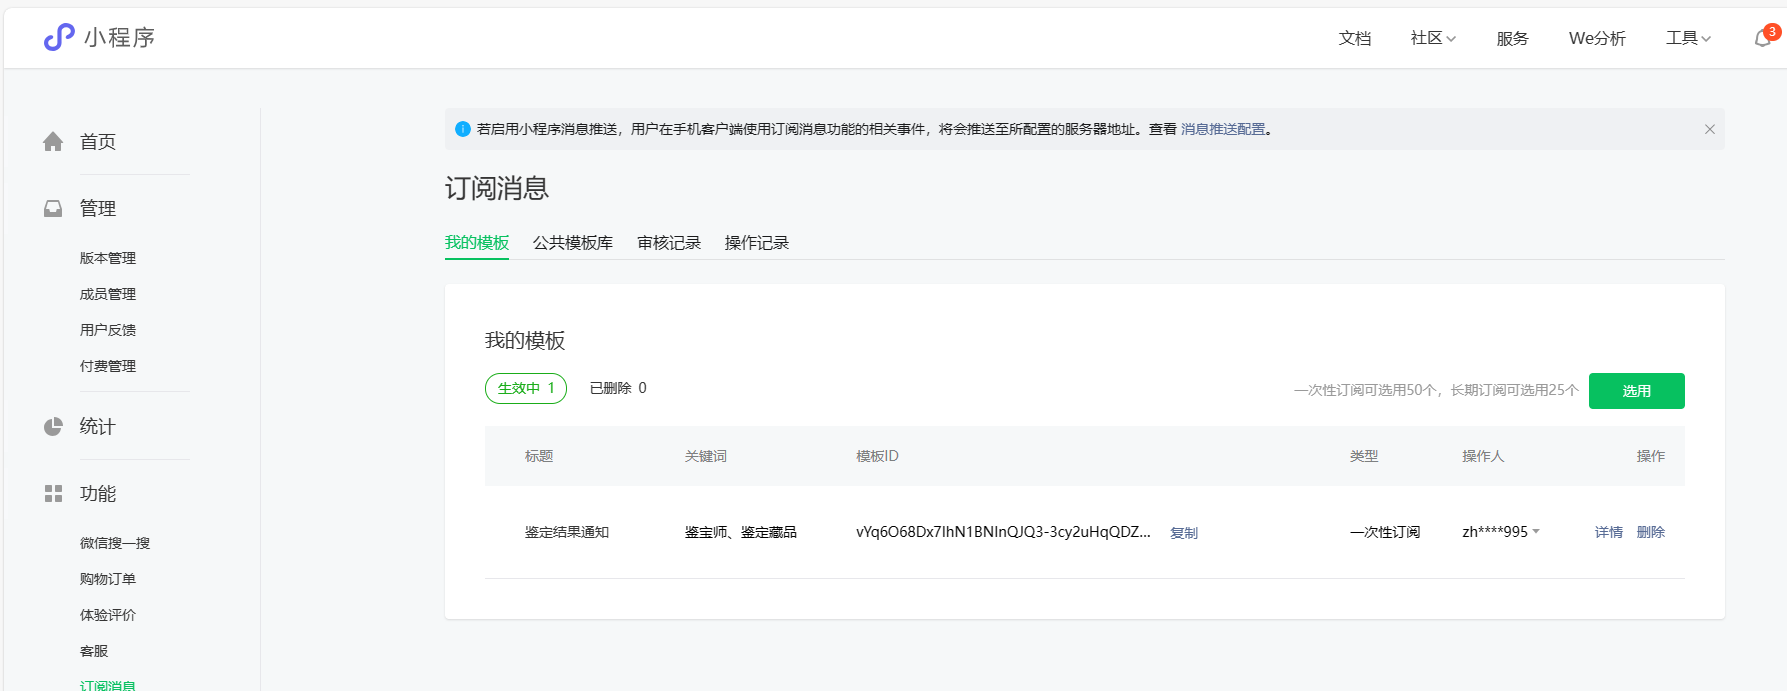 小程序
文档 社区 服务 We分析 工具 3
首页
管理
版本管理
成员管理
用户反馈
付费管理
统计
功能
微信搜一搜
购物订单
体验评价
客服
订阅消息
若启用小程序消息推送，用户在手机客户端使用订阅消息功能的相关事件，将会推送至所配置的服务器地址。查看 消息推送配置。
订阅消息
我的模板 公共模板库 审核记录 操作记录
我的模板
生效中 1 已删除 0 一次性订阅可选用50个，长期订阅可选用25个 选用
标题 关键词 模板ID 类型 操作人 操作
鉴定结果通知 鉴宝师、鉴定藏品 vYq6O68Dx7IhN1BNInQJQ3-3cy2uHqQDZ... 复制 一次性订阅 zh****995 详情 删除